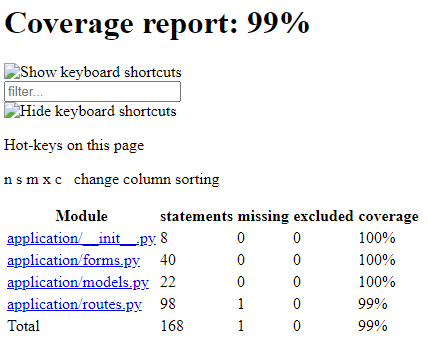 Coverage report: 99%
Show keyboard shortcuts
filter...
Hide keyboard shortcuts
Hot-keys on this page
n s m x c change column sorting
Module statements missing excluded coverage
application/__init__.py 8 0 0 100%
application/forms.py 40 0 0 100%
application/models.py 22 0 0 100%
application/routes.py 98 1 0 99%
Total 168 1 0 99%